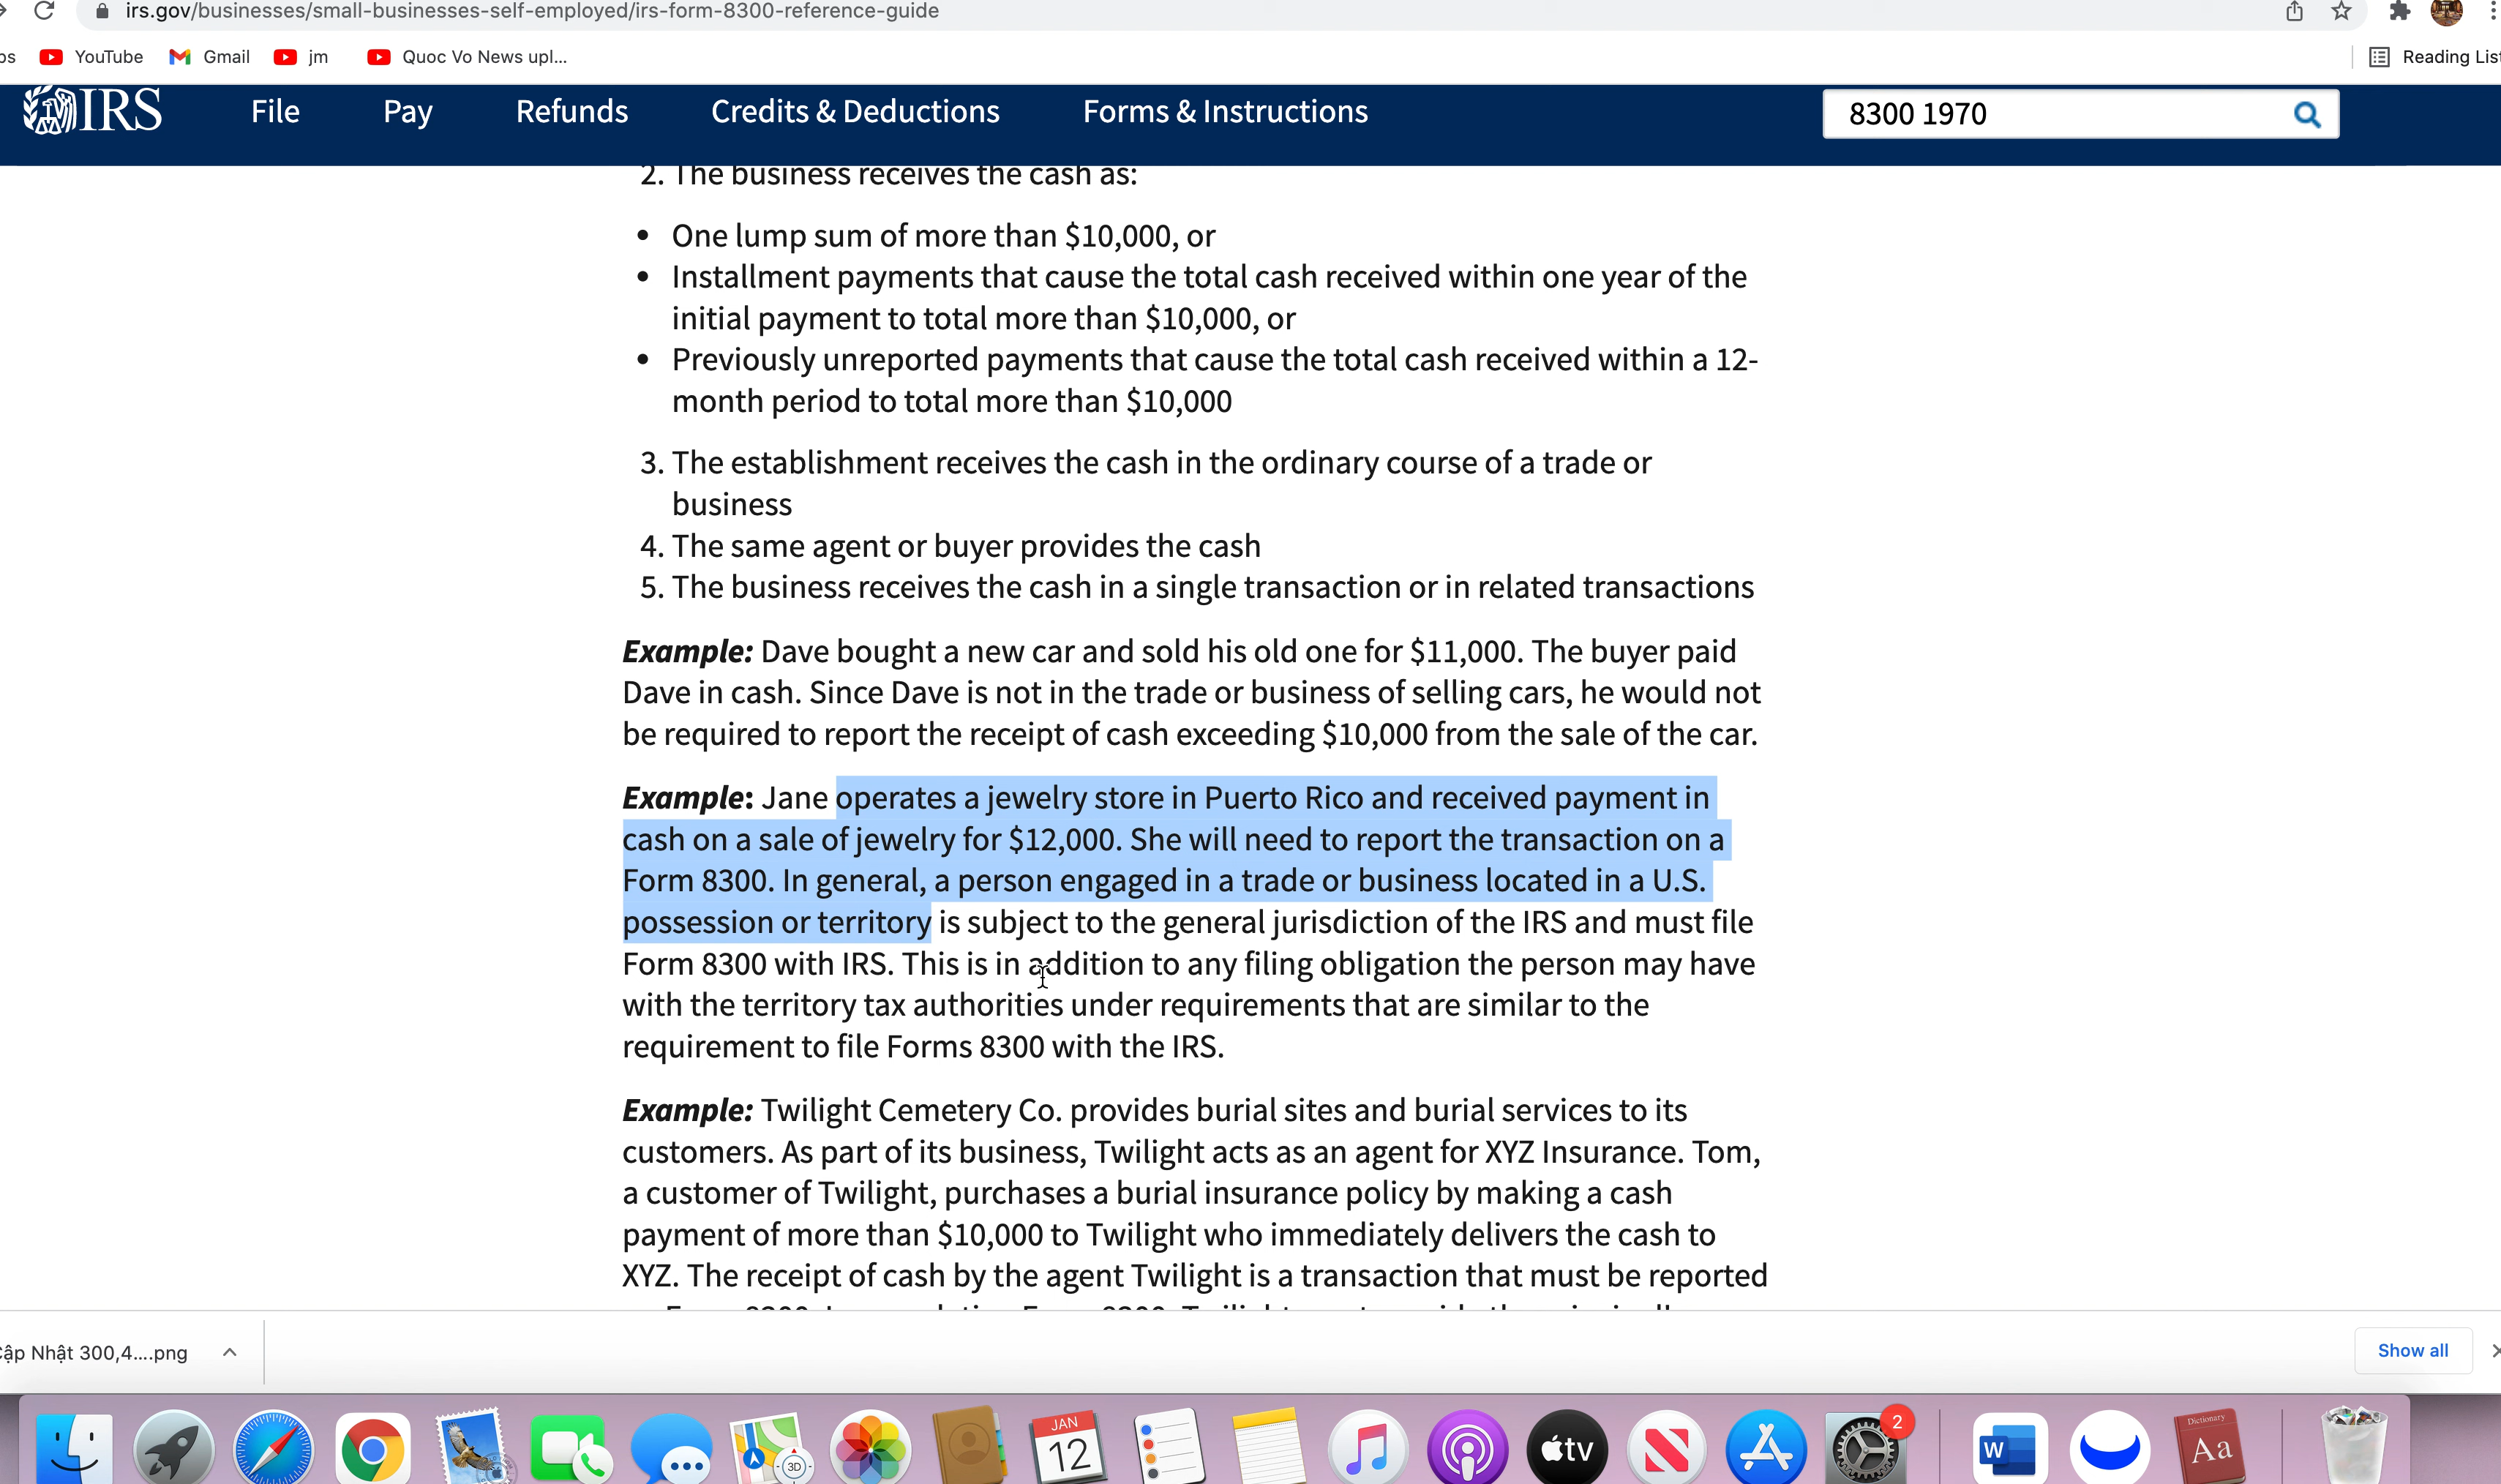 irs.gov/businesses/small-businesses-self-employed/irs-form-8300-reference-guide
YouTube Gmail jm Quoc Vo News upl... Reading List
IRS File Pay Refunds Credits & Deductions Forms & Instructions 8300 1970
2. The business receives the cash as:
• One lump sum of more than $10,000, or
• Installment payments that cause the total cash received within one year of the
initial payment to total more than $10,000, or
• Previously unreported payments that cause the total cash received within a 12-
month period to total more than $10,000
3. The establishment receives the cash in the ordinary course of a trade or
business
4. The same agent or buyer provides the cash
5. The business receives the cash in a single transaction or in related transactions
Example: Dave bought a new car and sold his old one for $11,000. The buyer paid
Dave in cash. Since Dave is not in the trade or business of selling cars, he would not
be required to report the receipt of cash exceeding $10,000 from the sale of the car.
Example: Jane operates a jewelry store in Puerto Rico and received payment in
cash on a sale of jewelry for $12,000. She will need to report the transaction on a
Form 8300. In general, a person engaged in a trade or business located in a U.S.
possession or territory is subject to the general jurisdiction of the IRS and must file
Form 8300 with IRS. This is in addition to any filing obligation the person may have
with the territory tax authorities under requirements that are similar to the
requirement to file Forms 8300 with the IRS.
Example: Twilight Cemetery Co. provides burial sites and burial services to its
customers. As part of its business, Twilight acts as an agent for XYZ Insurance. Tom,
a customer of Twilight, purchases a burial insurance policy by making a cash
payment of more than $10,000 to Twilight who immediately delivers the cash to
XYZ. The receipt of cash by the agent Twilight is a transaction that must be reported
Cập Nhật 300,4....png Show all
JAN
12
3D
tv
2
W
Dictionary
Aa